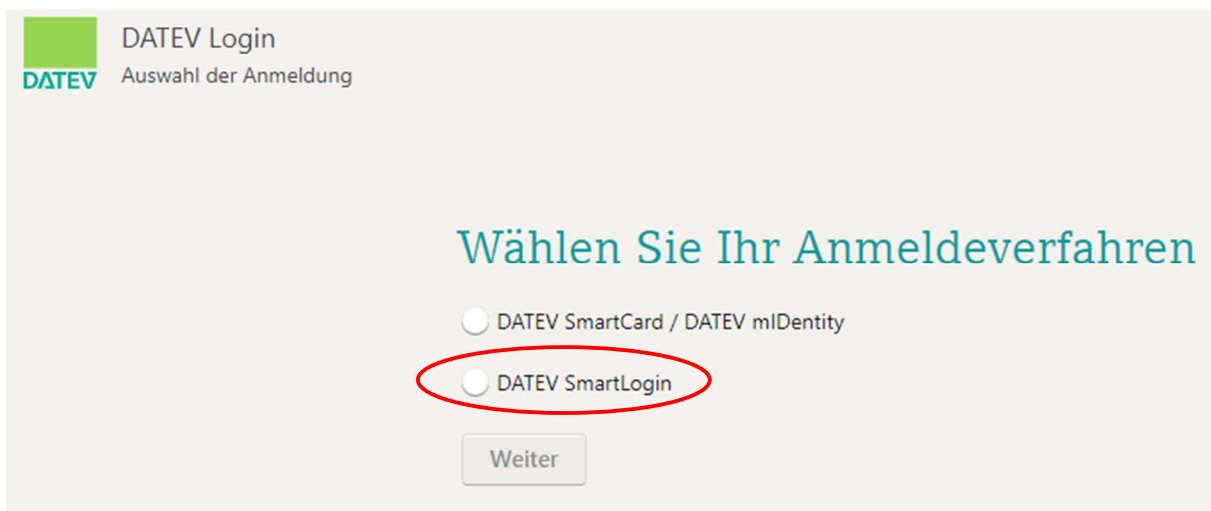 DATEV Login
DATEV
Auswahl der Anmeldung
Wählen Sie Ihr Anmeldeverfahren
DATEV SmartCard / DATEV mIDentity
DATEV SmartLogin
Weiter